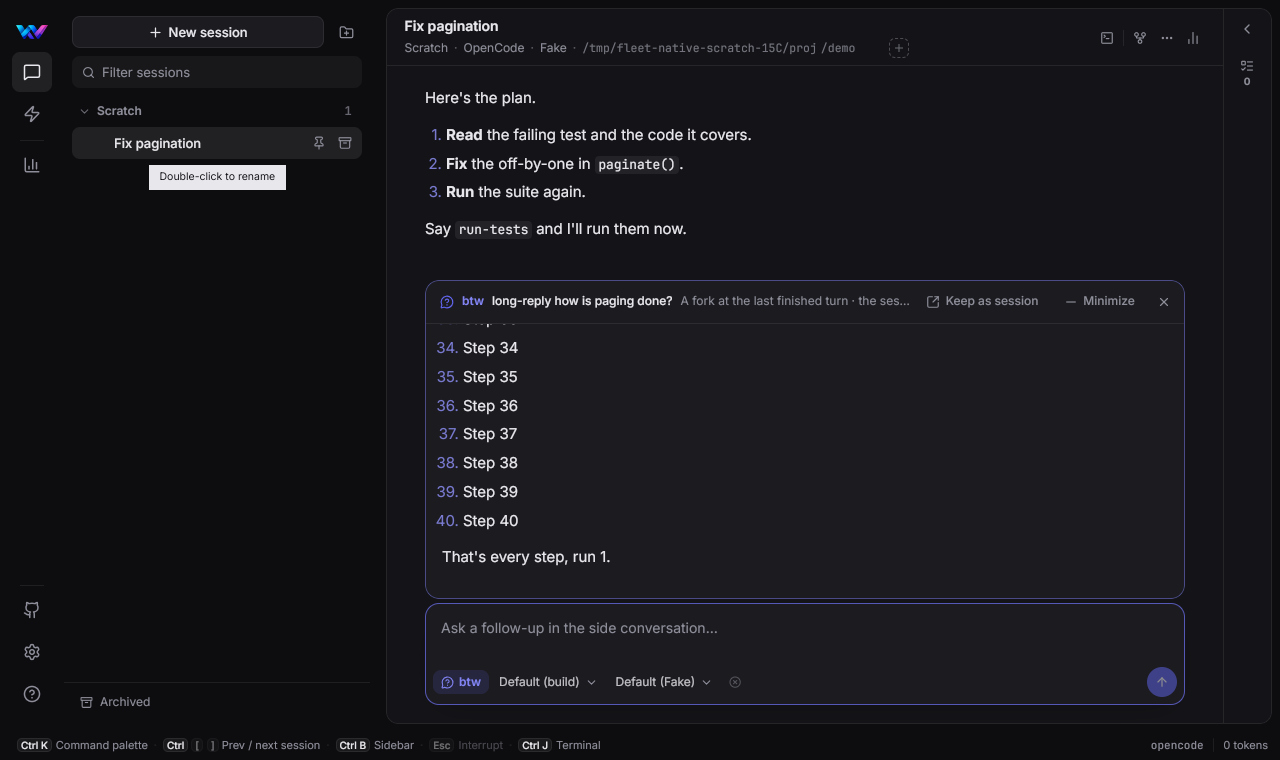 New session
Filter sessions
Scratch 1
Fix pagination
Double-click to rename
Archived
Fix pagination
Scratch · OpenCode · Fake · /tmp/fleet-native-scratch-15C/proj/demo
0
Here's the plan.
1. Read the failing test and the code it covers.
2. Fix the off-by-one in paginate().
3. Run the suite again.
Say run-tests and I'll run them now.
btw long-reply how is paging done? A fork at the last finished turn · the ses... Keep as session Minimize
34. Step 34
35. Step 35
36. Step 36
37. Step 37
38. Step 38
39. Step 39
40. Step 40
That's every step, run 1.
Ask a follow-up in the side conversation...
btw Default (build) Default (Fake)
Ctrl K Command palette · Ctrl [ ] Prev / next session · Ctrl B Sidebar · Esc Interrupt · Ctrl J Terminal opencode 0 tokens